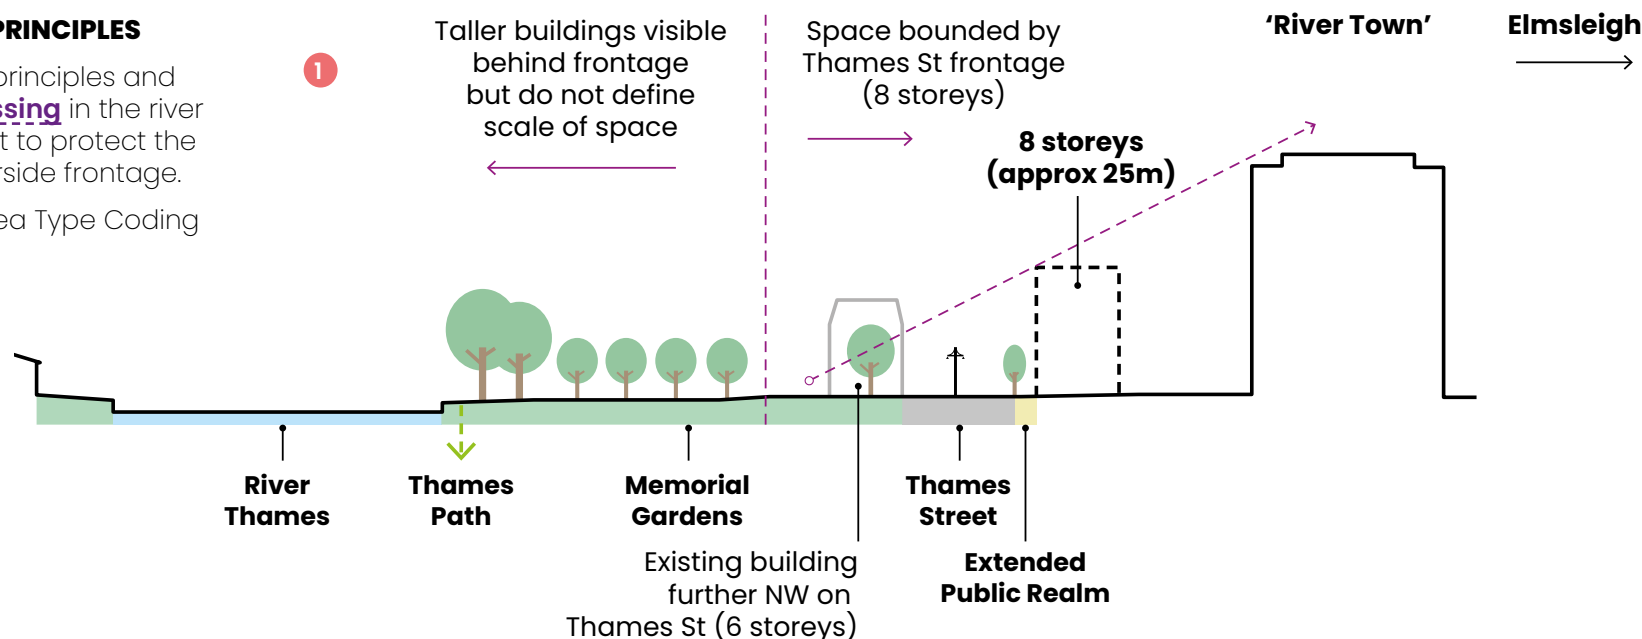 PRINCIPLES
principles and
ssing in the river
t to protect the
rside frontage.
ea Type Coding
1
Taller buildings visible
behind frontage
but do not define
scale of space
Space bounded by
Thames St frontage
(8 storeys)
'River Town'
Elmsleigh
8 storeys
(approx 25m)
River
Thames
Thames
Path
Memorial
Gardens
Thames
Street
Existing building
further NW on
Thames St (6 storeys)
Extended
Public Realm